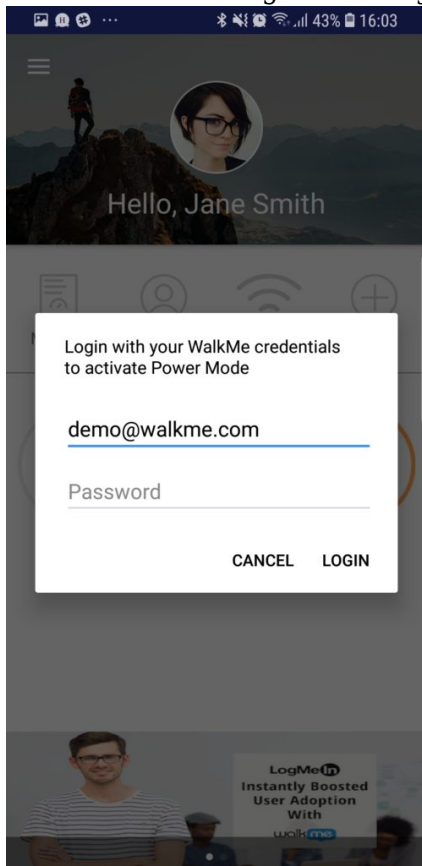 43% 16:03
Hello, Jane Smith
Login with your WalkMe credentials
to activate Power Mode
demo@walkme.com
Password
CANCEL LOGIN
LogMeIn
Instantly Boosted
User Adoption
With
walkme